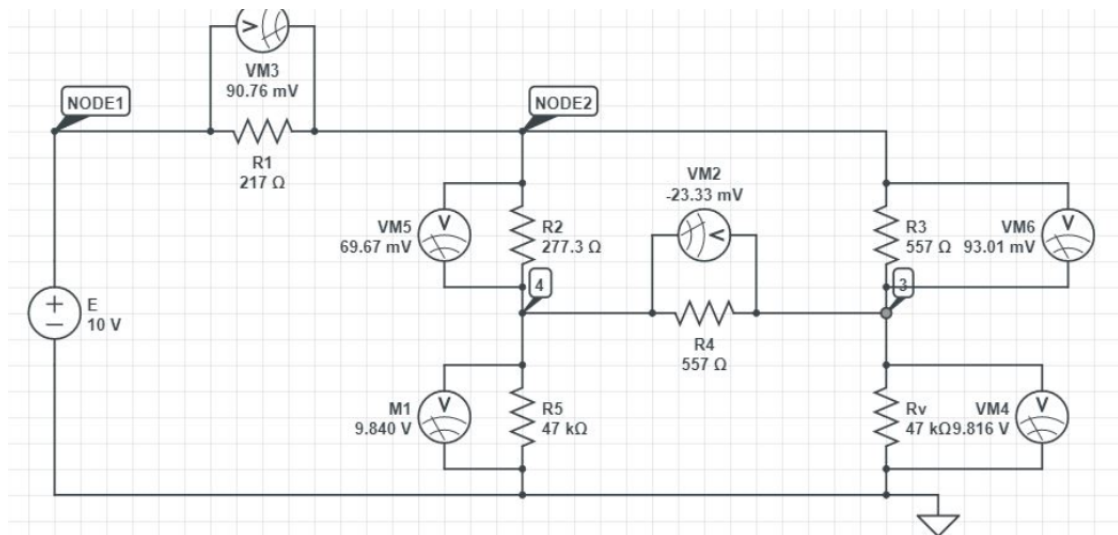 V
VM3
90.76 mV
NODE1
NODE2
R1
217 Ω
VM2
-23.33 mV
V
VM5
69.67 mV
V
R2
277.3 Ω
R3
557 Ω
V
VM6
93.01 mV
4
3
+
−
E
10 V
R4
557 Ω
M1
9.840 V
V
R5
47 kΩ
Rv
47 kΩ
VM4
9.816 V
V